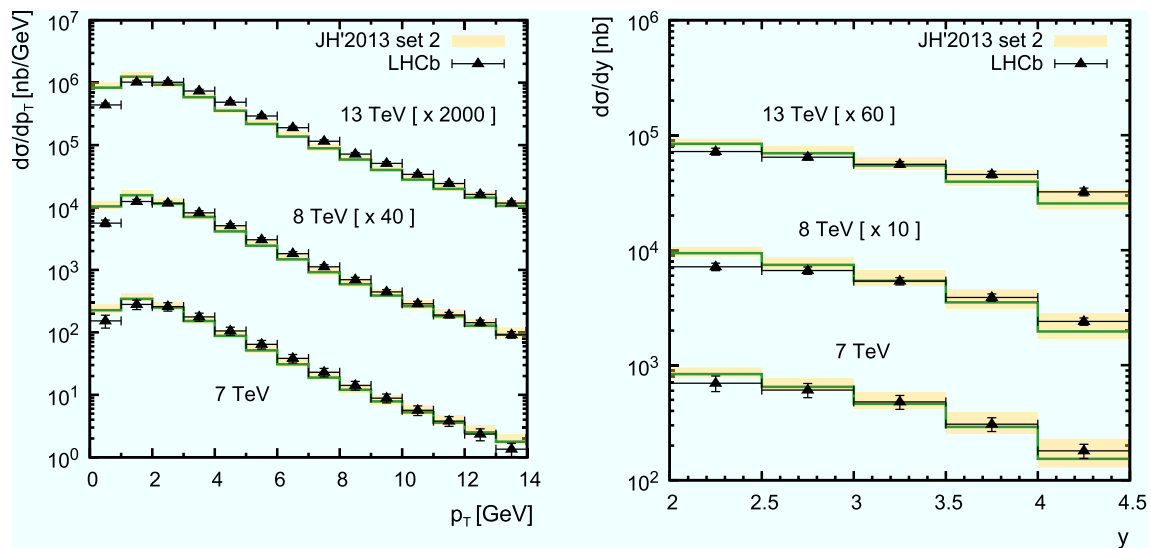 dσ/dp_T [nb/GeV]
10^7
10^6
10^5
10^4
10^3
10^2
10^1
10^0
JH'2013 set 2
LHCb
13 TeV [ x 2000 ]
8 TeV [ x 40 ]
7 TeV
0 2 4 6 8 10 12 14
p_T [GeV]
dσ/dy [nb]
10^6
10^5
10^4
10^3
10^2
JH'2013 set 2
LHCb
13 TeV [ x 60 ]
8 TeV [ x 10 ]
7 TeV
2 2.5 3 3.5 4 4.5
y